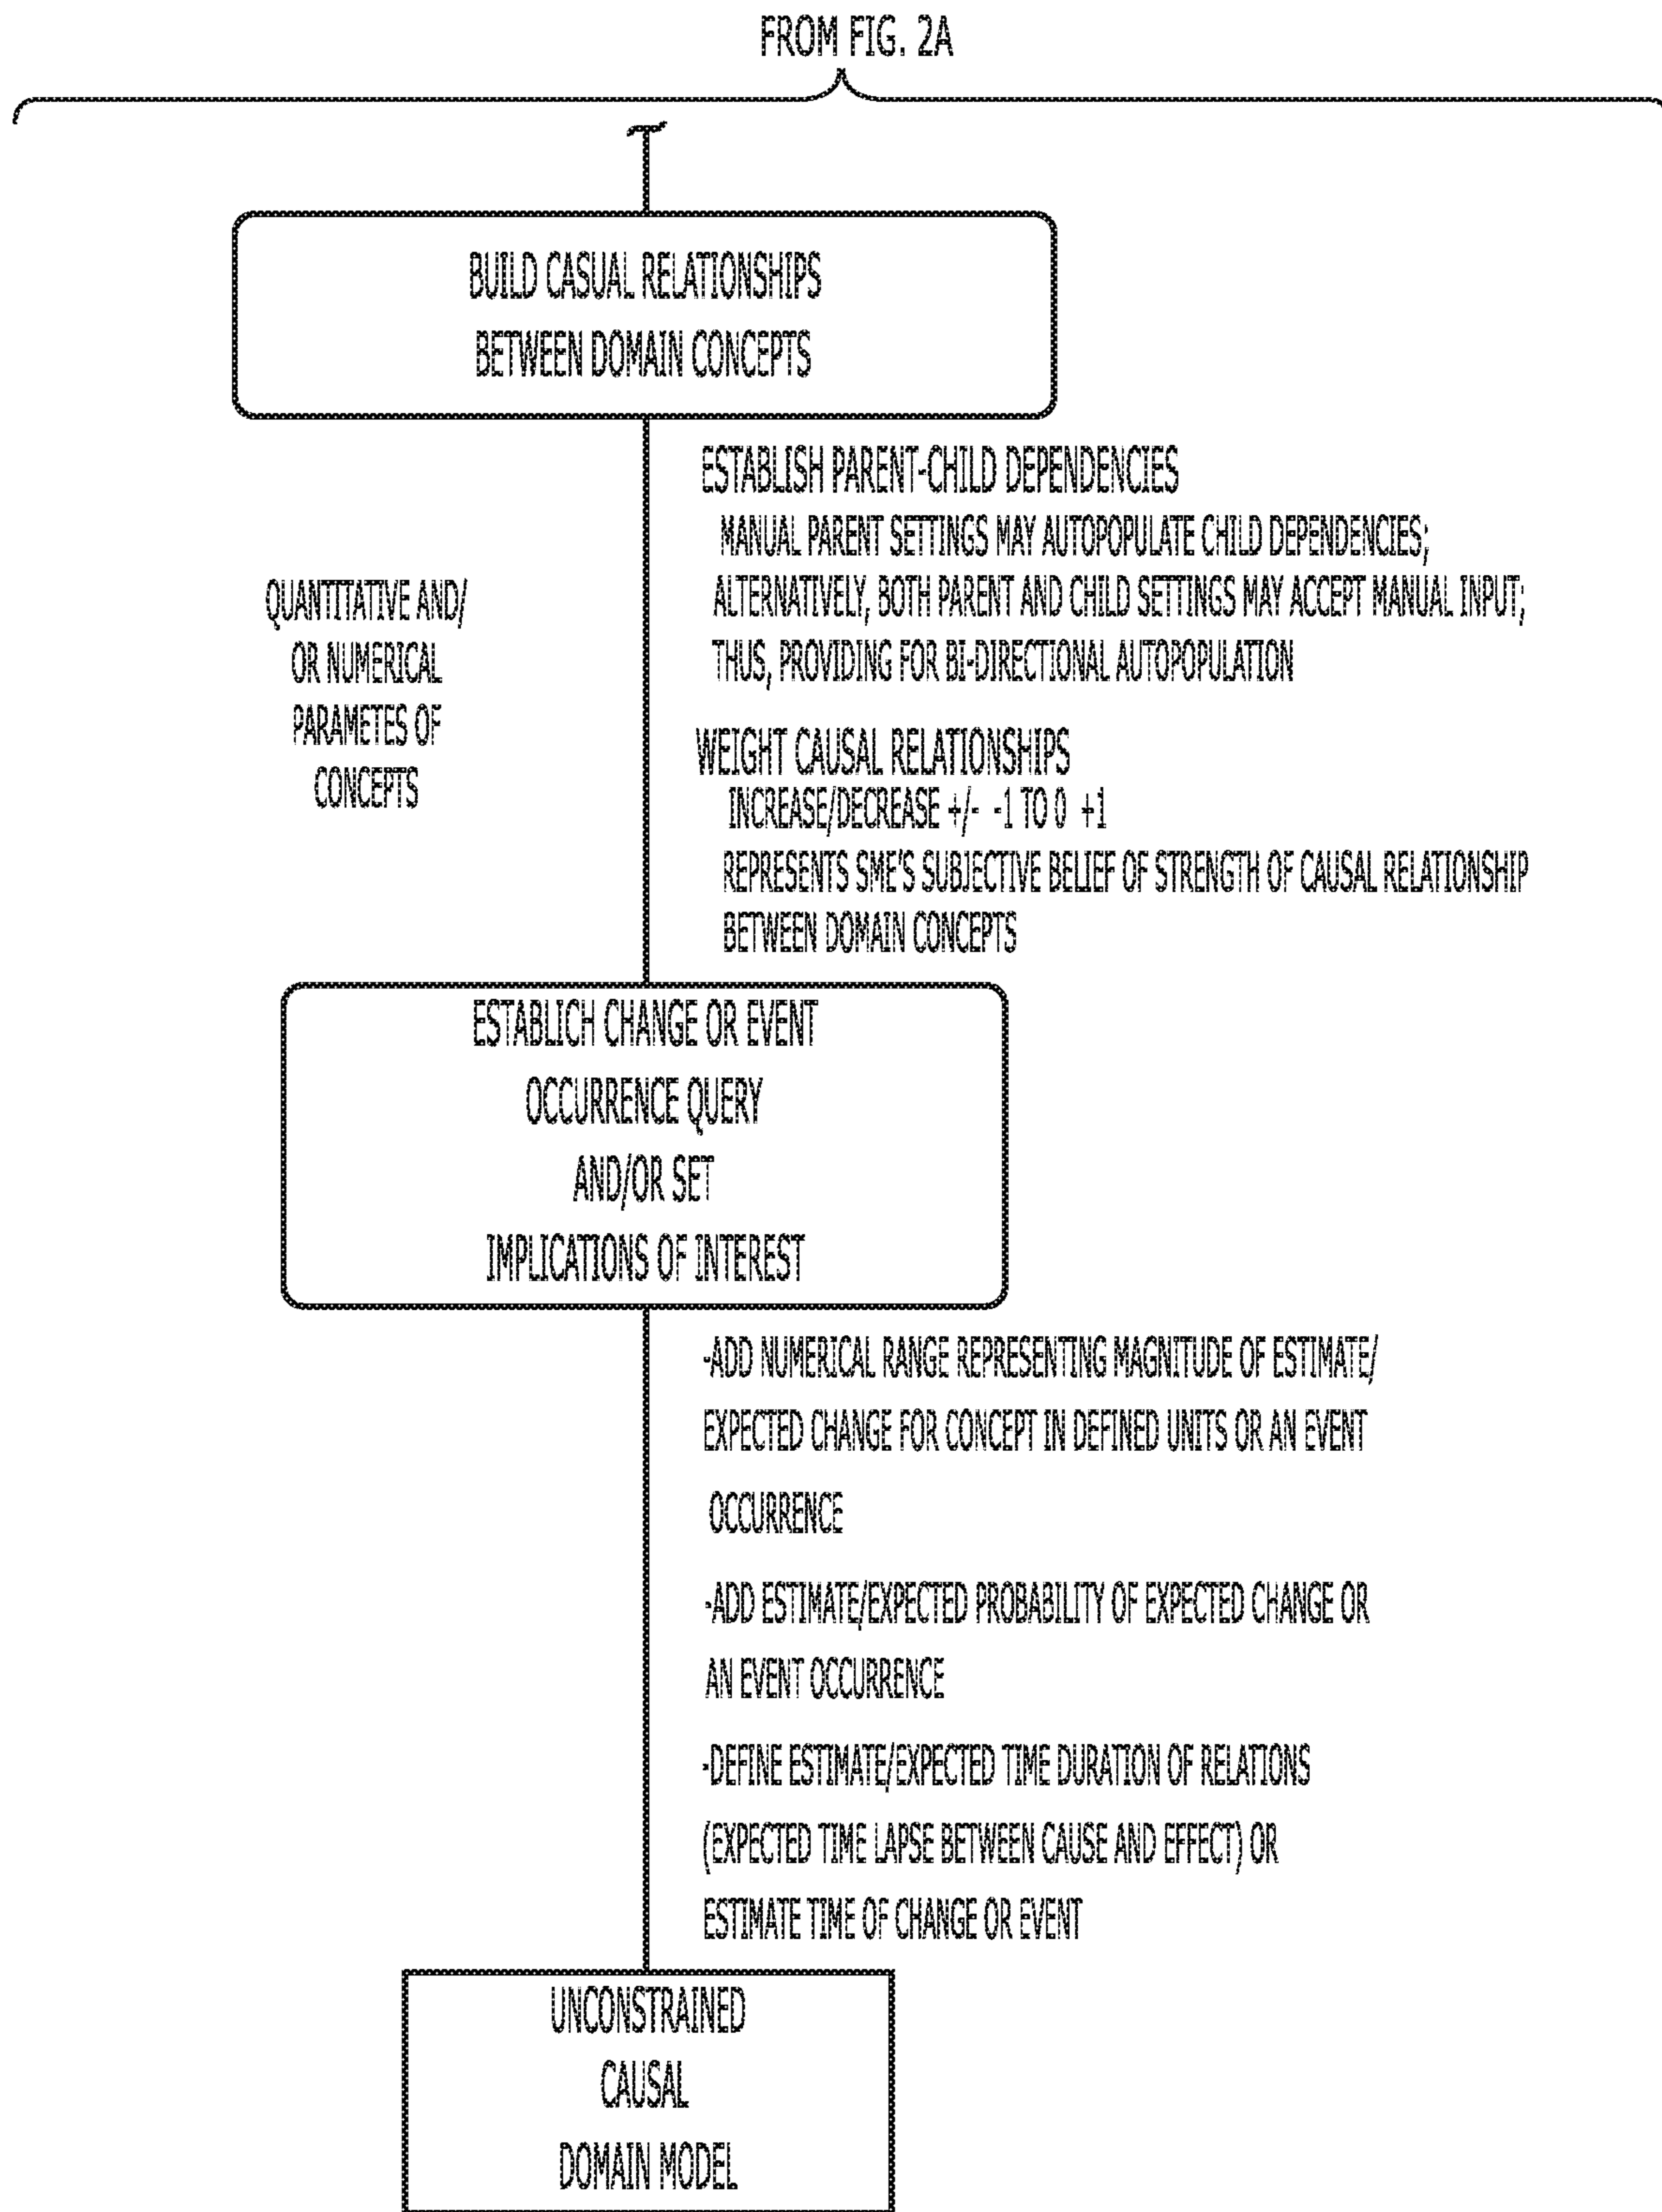 FROM FIG. 2A
BUILD CASUAL RELATIONSHIPS
BETWEEN DOMAIN CONCEPTS
QUANTITATIVE AND/
OR NUMERICAL
PARAMETES OF
CONCEPTS
ESTABLISH PARENT-CHILD DEPENDENCIES
MANUAL PARENT SETTINGS MAY AUTOPOPULATE CHILD DEPENDENCIES;
ALTERNATIVELY, BOTH PARENT AND CHILD SETTINGS MAY ACCEPT MANUAL INPUT;
THUS, PROVIDING FOR BI-DIRECTIONAL AUTOPOPULATION
WEIGHT CAUSAL RELATIONSHIPS
INCREASE/DECREASE +/- -1 TO 0 +1
REPRESENTS SME'S SUBJECTIVE BELIEF OF STRENGTH OF CAUSAL RELATIONSHIP
BETWEEN DOMAIN CONCEPTS
ESTABLICH CHANGE OR EVENT
OCCURRENCE QUERY
AND/OR SET
IMPLICATIONS OF INTEREST
-ADD NUMERICAL RANGE REPRESENTING MAGNITUDE OF ESTIMATE/
EXPECTED CHANGE FOR CONCEPT IN DEFINED UNITS OR AN EVENT
OCCURRENCE
-ADD ESTIMATE/EXPECTED PROBABILITY OF EXPECTED CHANGE OR
AN EVENT OCCURRENCE
-DEFINE ESTIMATE/EXPECTED TIME DURATION OF RELATIONS
(EXPECTED TIME LAPSE BETWEEN CAUSE AND EFFECT) OR
ESTIMATE TIME OF CHANGE OR EVENT
UNCONSTRAINED
CAUSAL
DOMAIN MODEL